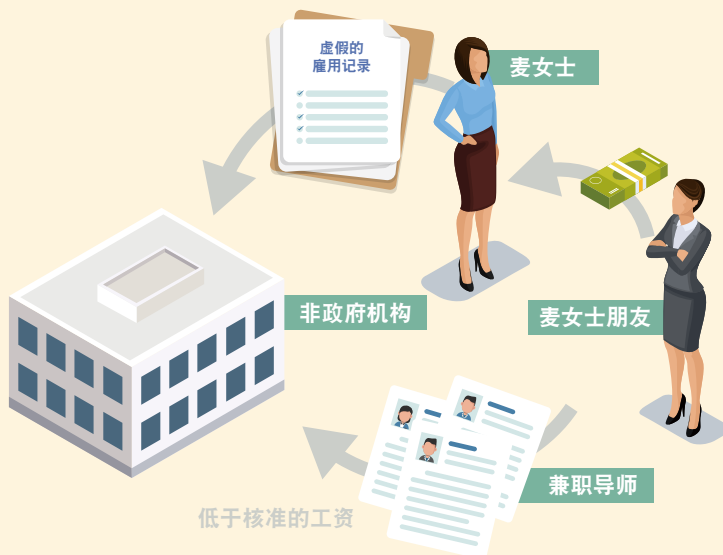 虚假的
雇用记录
麦女士
非政府机构
麦女士朋友
兼职导师
低于核准的工资